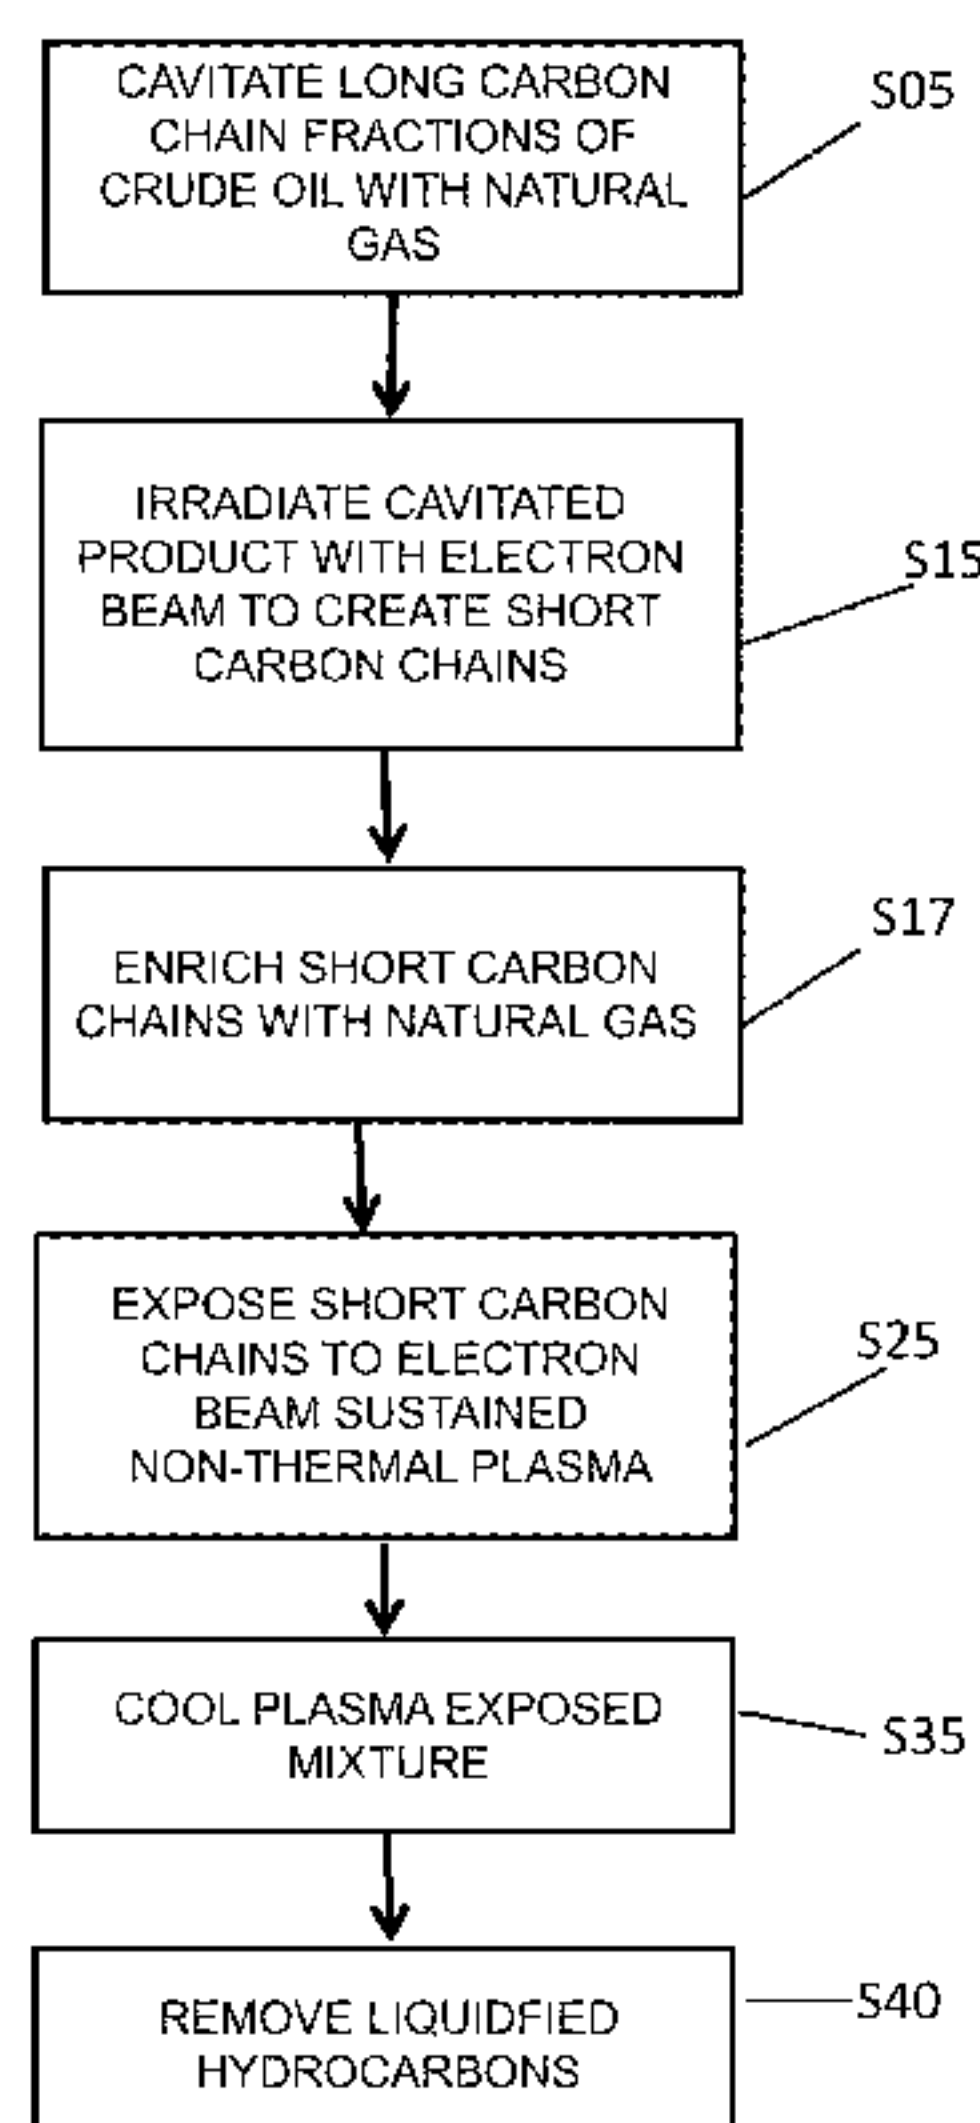 CAVITATE LONG CARBON
CHAIN FRACTIONS OF
CRUDE OIL WITH NATURAL
GAS
S05
IRRADIATE CAVITATED
PRODUCT WITH ELECTRON
BEAM TO CREATE SHORT
CARBON CHAINS
S15
ENRICH SHORT CARBON
CHAINS WITH NATURAL GAS
S17
EXPOSE SHORT CARBON
CHAINS TO ELECTRON
BEAM SUSTAINED
NON-THERMAL PLASMA
S25
COOL PLASMA EXPOSED
MIXTURE
S35
REMOVE LIQUIDFIED
HYDROCARBONS
S40